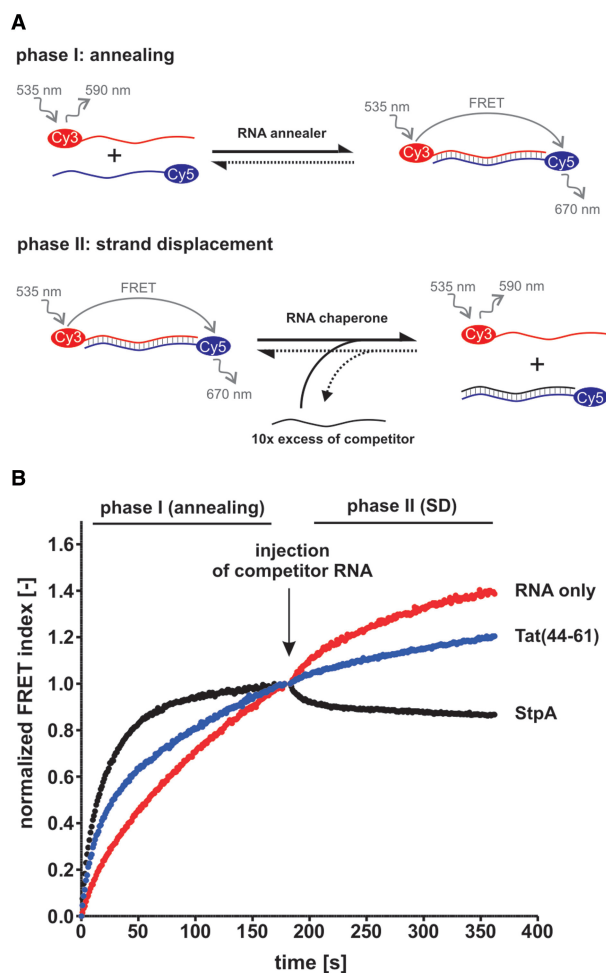 A
phase I: annealing
535 nm 590 nm
Cy3
+
Cy5
RNA annealer
535 nm
FRET
Cy3
Cy5
670 nm
phase II: strand displacement
535 nm
FRET
Cy3
Cy5
670 nm
RNA chaperone
10x excess of competitor
535 nm 590 nm
Cy3
+
Cy5
B
phase I (annealing)
phase II (SD)
injection
of competitor RNA
RNA only
Tat(44-61)
StpA
normalized FRET index [-]
1.6
1.4
1.2
1.0
0.8
0.6
0.4
0.2
0.0
0 50 100 150 200 250 300 350 400
time [s]